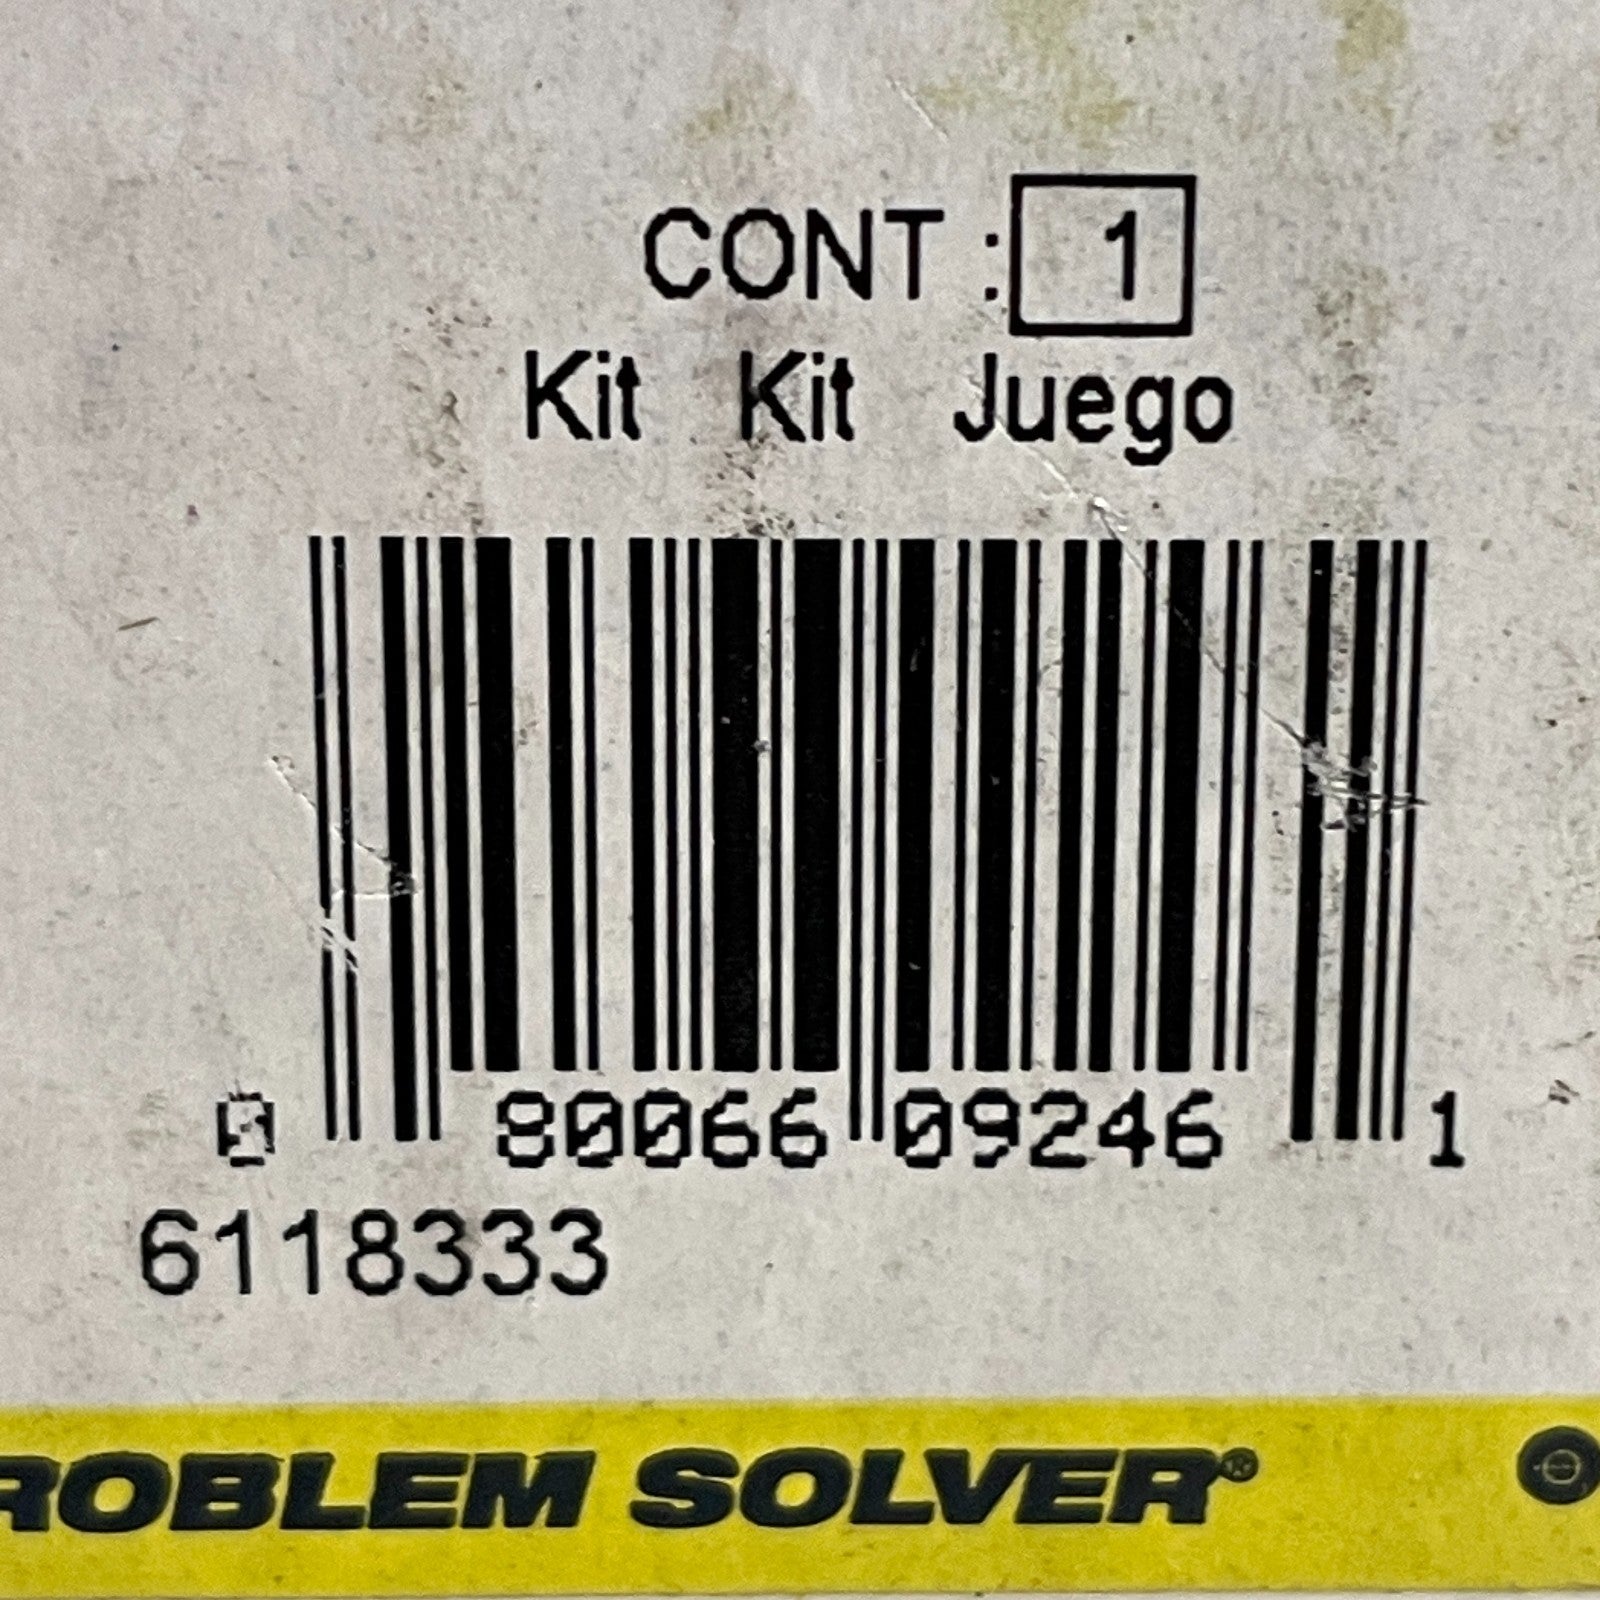 CONT : 1
Kit Kit Juego
0 80066 09246 1
6118333
ROBLEM SOLVER®